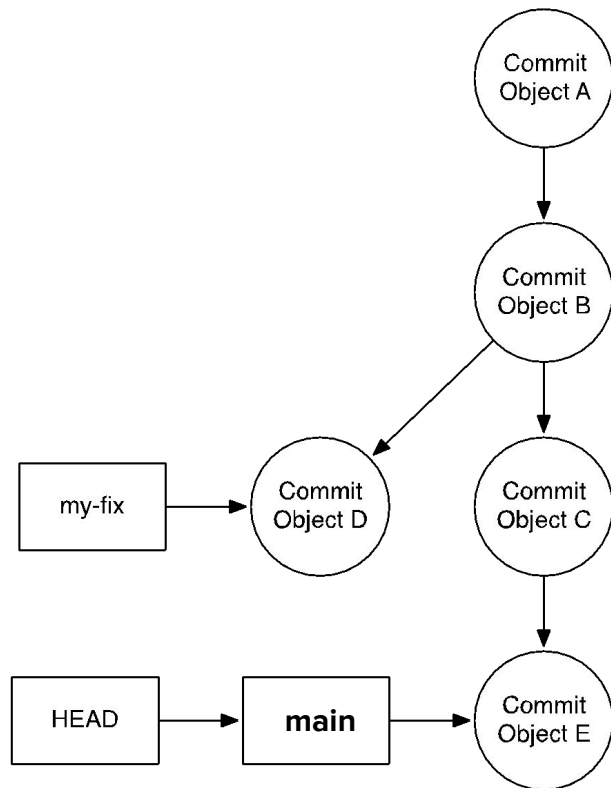 Commit
Object A
Commit
Object B
my-fix
Commit
Object D
Commit
Object C
HEAD
main
Commit
Object E